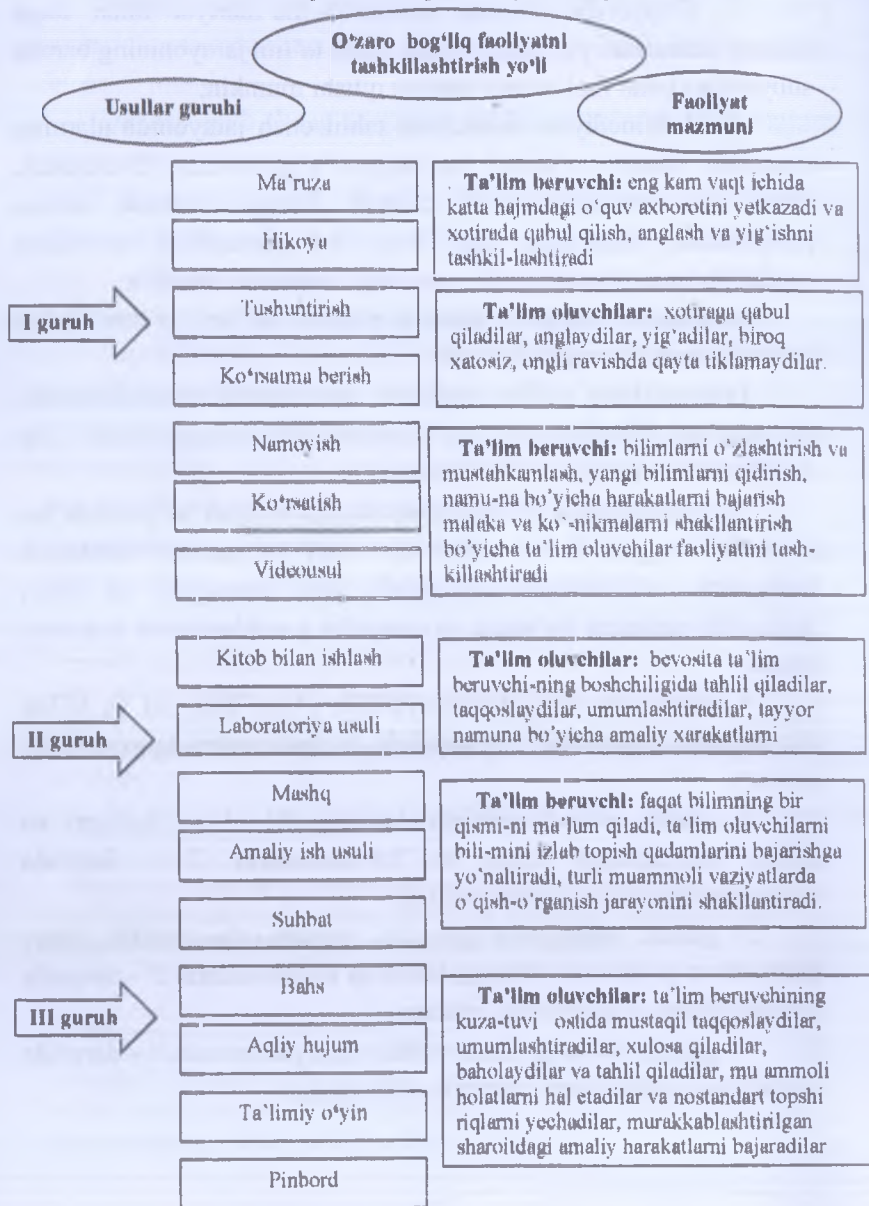 O‘zaro bog‘liq faoliyatni
tashkillashtirish yo‘li
Usullar guruhi
Faoliyat
mazmuni
I guruh
Ma`ruza
Hikoya
Tushuntirish
Ko‘rsatma berish
Namoyish
Ko‘rsatish
Videousul
Ta’lim beruvchi: eng kam vaqt ichida
katta hajmdagi o‘quv axborotini yetkazadi va
xotirada qabul qilish, anglash va yig‘ishni
tashkil-lashtiradi
Ta’lim oluvchilar: xotiraga qabul
qiladilar, anglaydilar, yig‘adilar, biroq
xatosiz, ongli ravishda qayta tiklamaydilar.
Ta’lim beruvchi: bilimlarni o`zlashtirish va
mustahkamlash, yangi bilimlarni qidirish,
namu-na bo`yicha harakatlarni bajarish
malaka va ko`-nikmalarni shakllantirish
bo`yicha ta`lim oluvchilar faoliyatini tash-
killashtiradi
II guruh
Kitob bilan ishlash
Laboratoriya usuli
Mashq
Amaliy ish usuli
Suhbat
Ta’lim oluvchilar: bevosita ta`lim
beruvchi-ning boshchiligida tahlil qiladilar,
taqqoslaydilar, umumlashtiradilar, tayyor
namuna bo`yicha amaliy xarakatlarni
Ta’lim beruvchi: faqat bilimning bir
qismi-ni ma’lum qiladi, ta`lim oluvchilarni
bili-mini izlab topish qadamlarini bajarishga
yo`naltiradi, turli muammoli vaziyatlarda
o`qish-o`rganish jarayonini shakllantiradi.
III guruh
Bahs
Aqliy hujum
Ta`limiy o‘yin
Pinbord
Ta’lim oluvchilar: ta`lim beruvchining
kuza-tuvi ostida mustaqil taqqoslaydilar,
umumlashtiradilar, xulosa qiladilar,
baholaydilar va tahlil qiladilar, mu ammoli
holatlarni hal etadilar va nostandart topshi
riqlarni yechadilar, murakkablashtirilgan
sharoitdagi amaliy harakatlarni bajaradilar